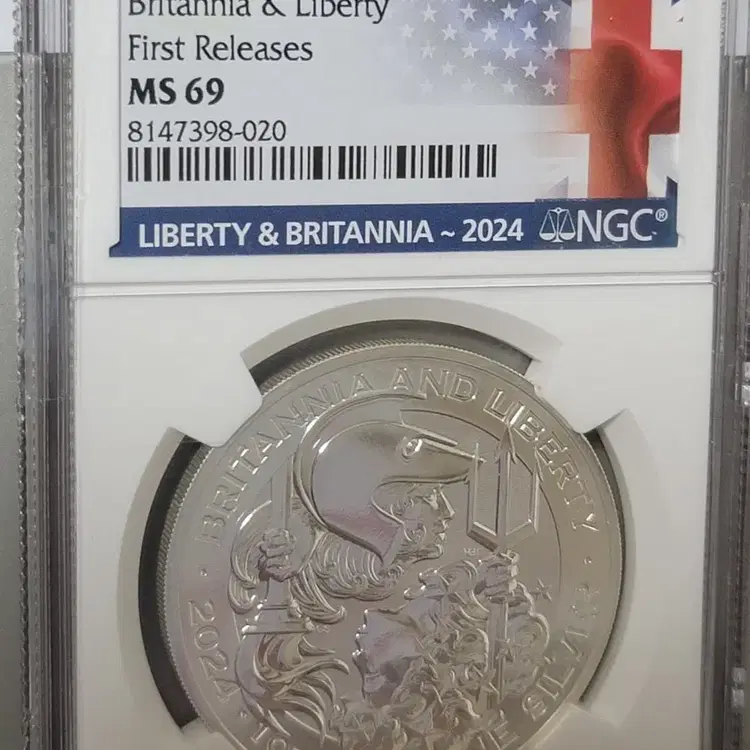 Britannia & Liberty
First Releases
MS 69
8147398-020
LIBERTY & BRITANNIA ~ 2024 NGC®
BRITANNIA AND LIBERTY
· 2024 ·